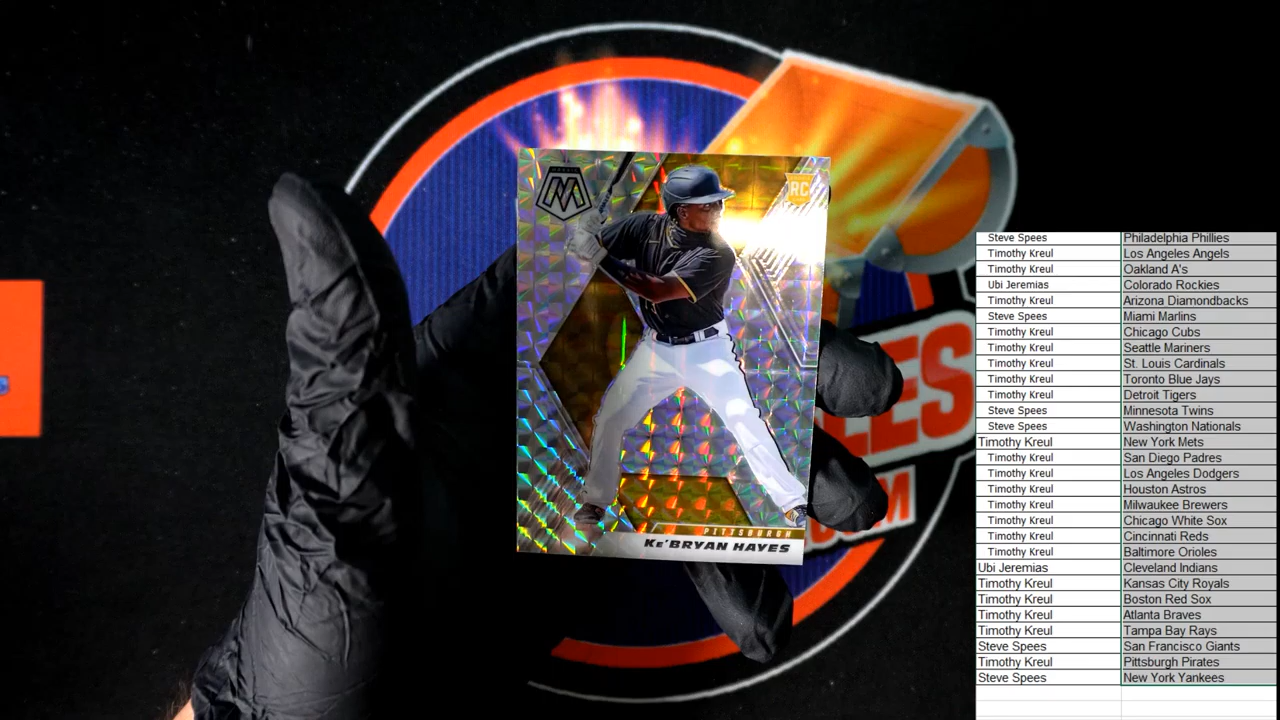 MOSAIC
RC
PITTSBURGH
KE'BRYAN HAYES
LES
OM
Steve Spees Philadelphia Phillies
Timothy Kreul Los Angeles Angels
Timothy Kreul Oakland A's
Ubi Jeremias Colorado Rockies
Timothy Kreul Arizona Diamondbacks
Steve Spees Miami Marlins
Timothy Kreul Chicago Cubs
Timothy Kreul Seattle Mariners
Timothy Kreul St. Louis Cardinals
Timothy Kreul Toronto Blue Jays
Timothy Kreul Detroit Tigers
Steve Spees Minnesota Twins
Steve Spees Washington Nationals
Timothy Kreul New York Mets
Timothy Kreul San Diego Padres
Timothy Kreul Los Angeles Dodgers
Timothy Kreul Houston Astros
Timothy Kreul Milwaukee Brewers
Timothy Kreul Chicago White Sox
Timothy Kreul Cincinnati Reds
Timothy Kreul Baltimore Orioles
Ubi Jeremias Cleveland Indians
Timothy Kreul Kansas City Royals
Timothy Kreul Boston Red Sox
Timothy Kreul Atlanta Braves
Timothy Kreul Tampa Bay Rays
Steve Spees San Francisco Giants
Timothy Kreul Pittsburgh Pirates
Steve Spees New York Yankees